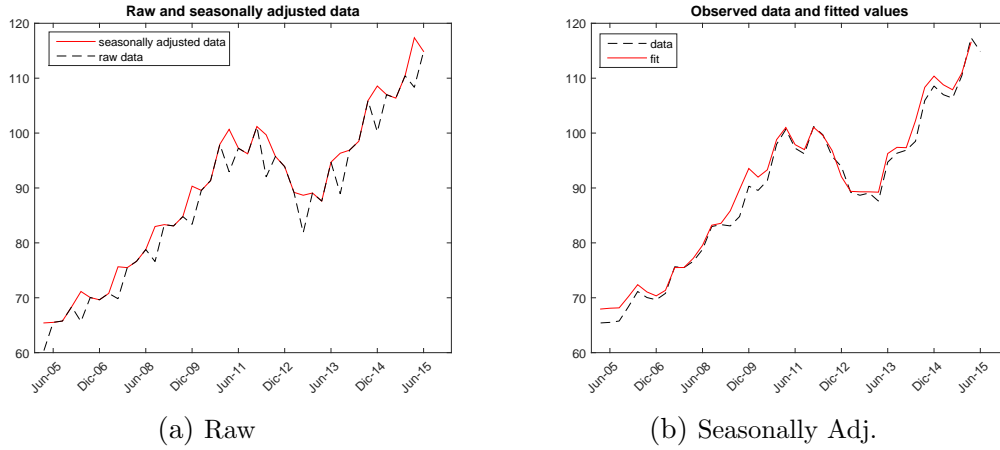 Raw and seasonally adjusted data
120
110
100
90
80
70
60
seasonally adjusted data
raw data
Jun-05
Dic-06
Jun-08
Dic-09
Jun-11
Dic-12
Jun-13
Dic-14
Jun-15
(a) Raw
Observed data and fitted values
120
110
100
90
80
70
60
data
fit
Jun-05
Dic-06
Jun-08
Dic-09
Jun-11
Dic-12
Jun-13
Dic-14
Jun-15
(b) Seasonally Adj.